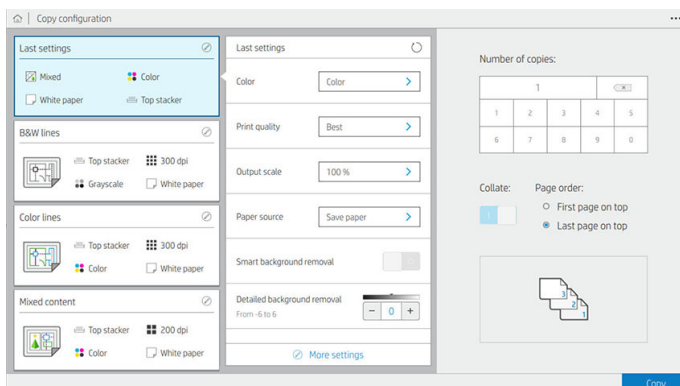 Copy configuration
Last settings
Mixed
Color
White paper
Top stacker
B&W lines
Top stacker
300 dpi
Grayscale
White paper
Color lines
Top stacker
300 dpi
Color
White paper
Mixed content
Top stacker
200 dpi
Color
White paper
Last settings
Color
Color
Print quality
Best
Output scale
100 %
Paper source
Save paper
Smart background removal
Detailed background removal
From -6 to 6
− 0 +
More settings
Number of copies:
1
1 2 3 4 5
6 7 8 9 0
Collate:
Page order:
First page on top
Last page on top
3
2
1
Copy